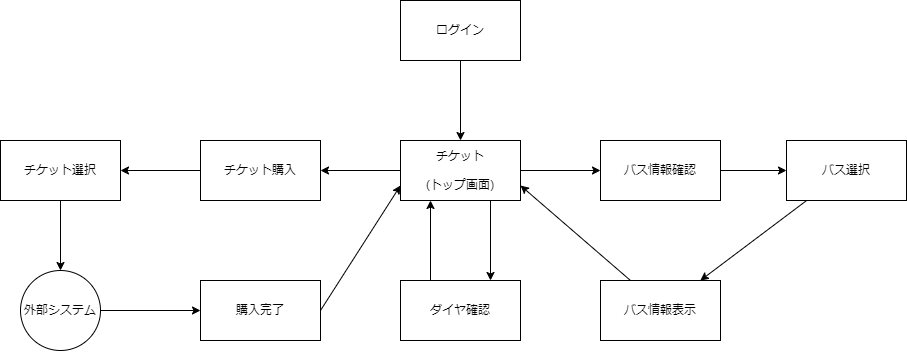 ログイン
チケット選択
チケット購入
チケット
(トップ画面)
バス情報確認
バス選択
外部システム
購入完了
ダイヤ確認
バス情報表示